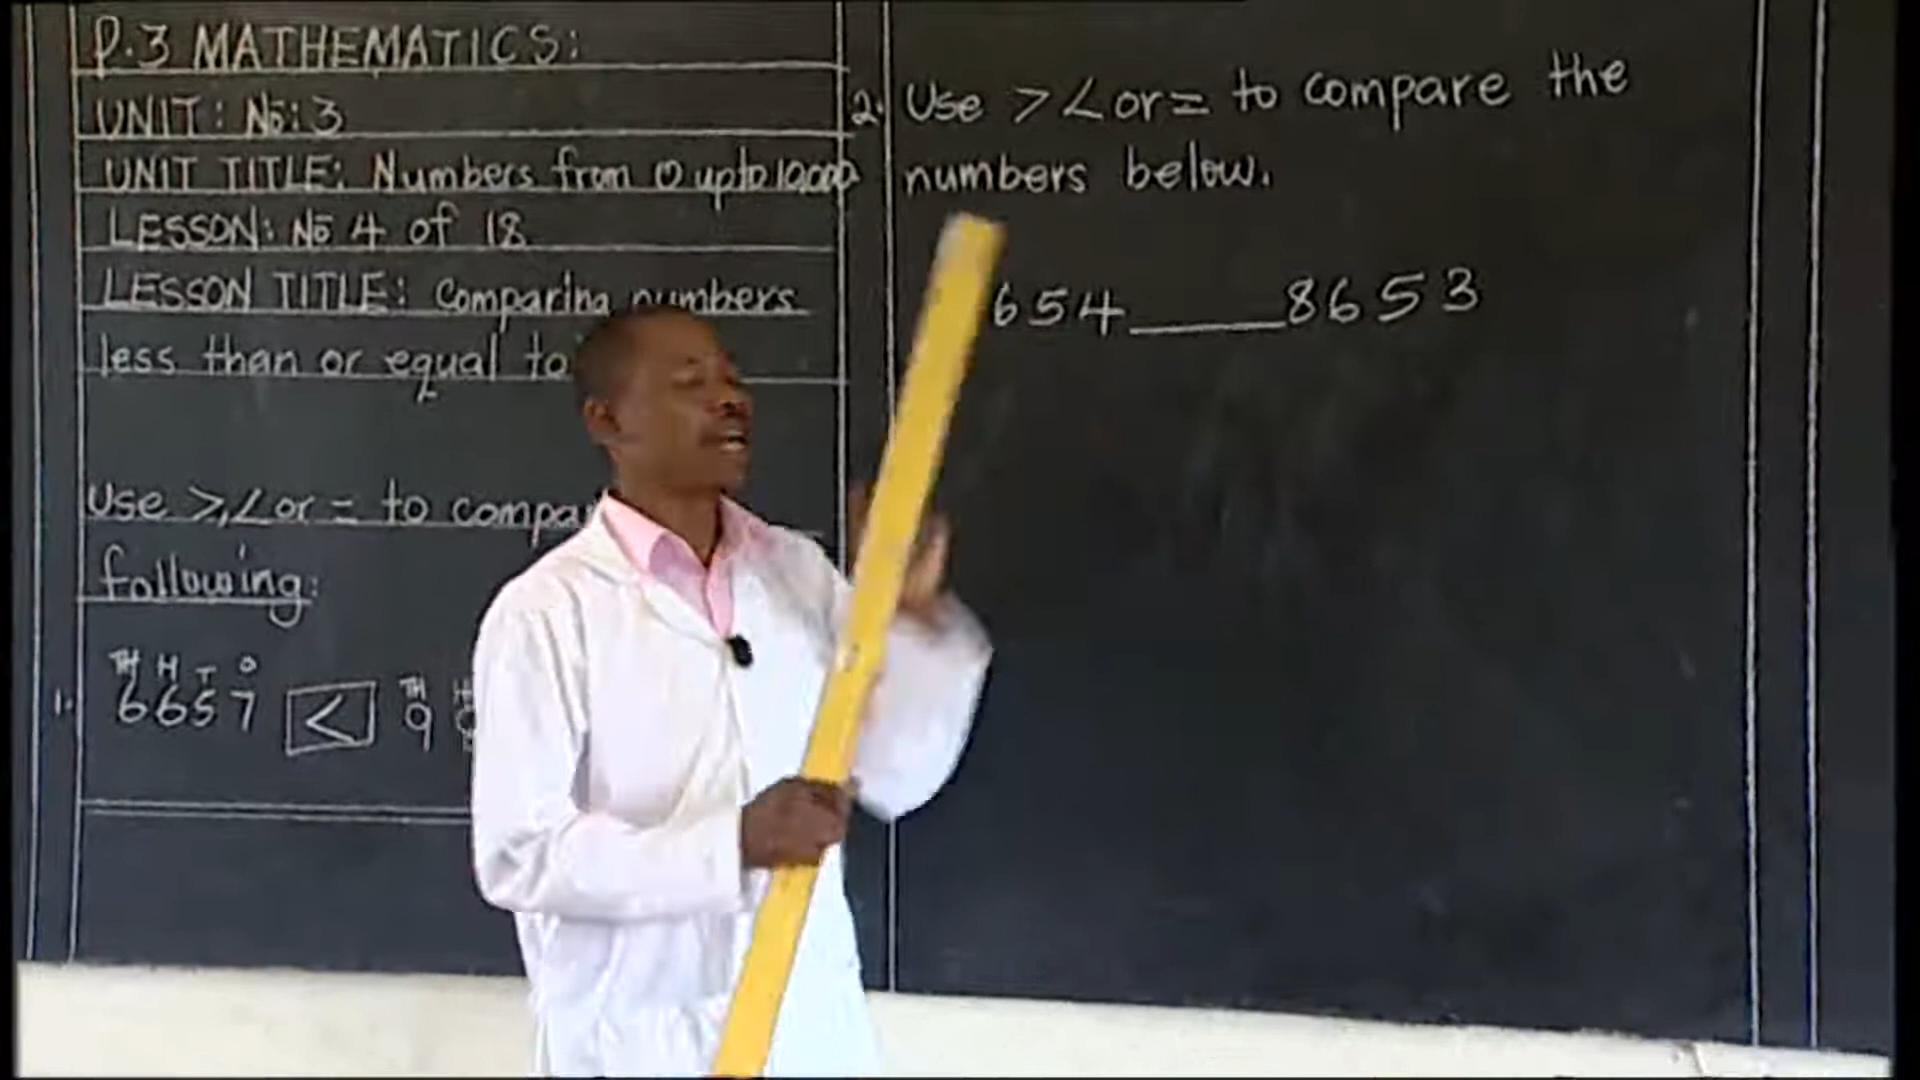 P.3 MATHEMATICS:
UNIT: No: 3
UNIT TITLE: Numbers from 0 upto 10,000
LESSON: No 4 of 18
LESSON TITLE: Comparing numbers
less than or equal to
Use >,< or = to
following:
TH H T O TH
1. 6657 < 9
2. Use > < or = to compare the
numbers below.
654 ____ 8653